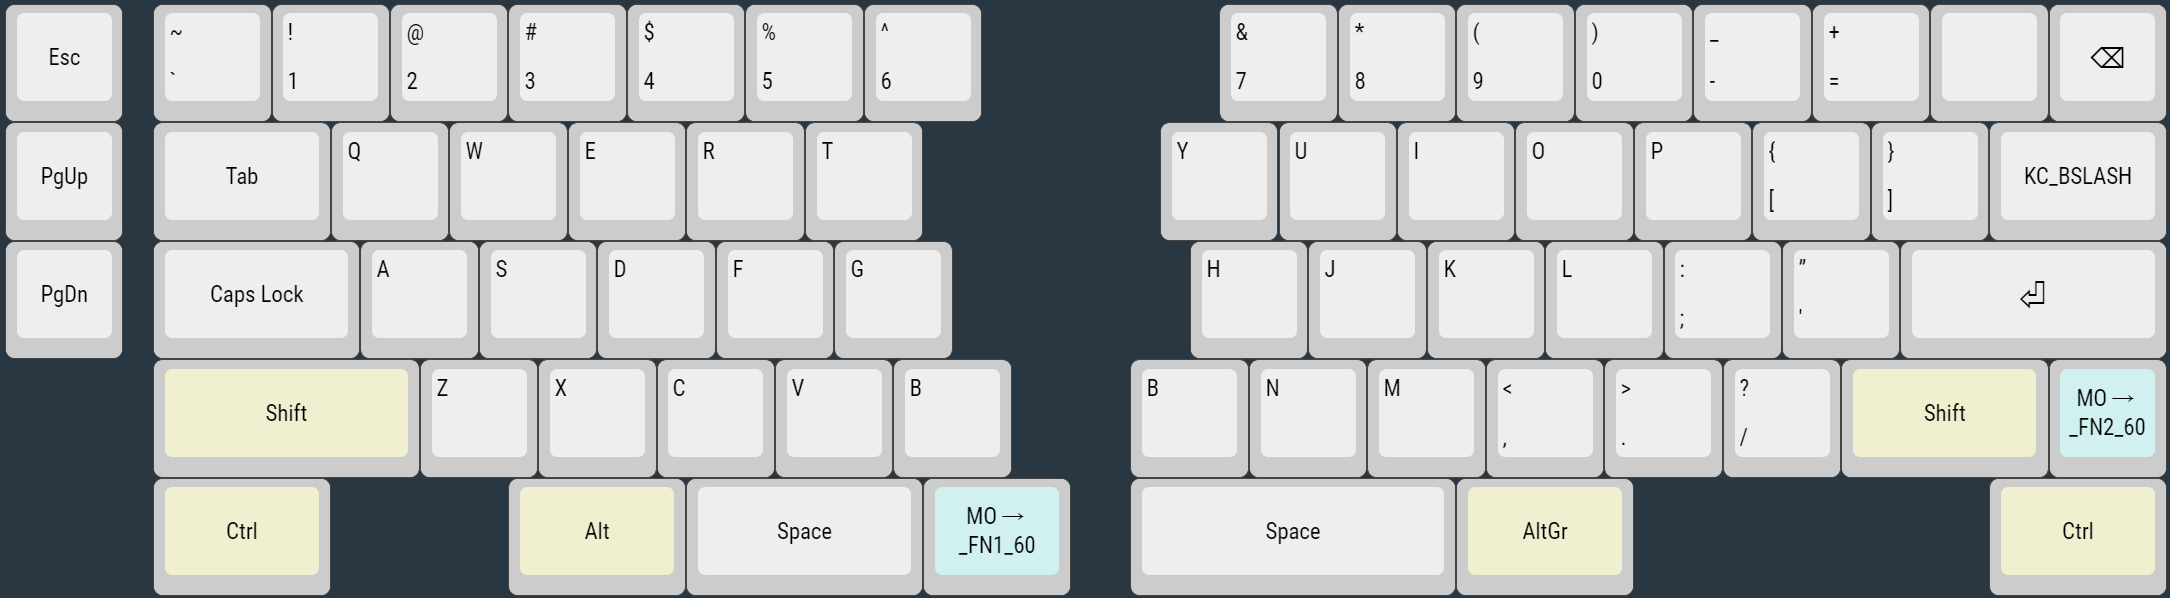 Esc ~ ! @ # $ % ^ & * ( ) _ + ⌫
` 1 2 3 4 5 6 7 8 9 0 - =
PgUp Tab Q W E R T Y U I O P { } KC_BSLASH
[ ]
PgDn Caps Lock A S D F G H J K L : ” ⏎
; '
Shift Z X C V B B N M < > ? Shift MO →
, . / _FN2_60
Ctrl Alt Space MO → Space AltGr Ctrl
_FN1_60